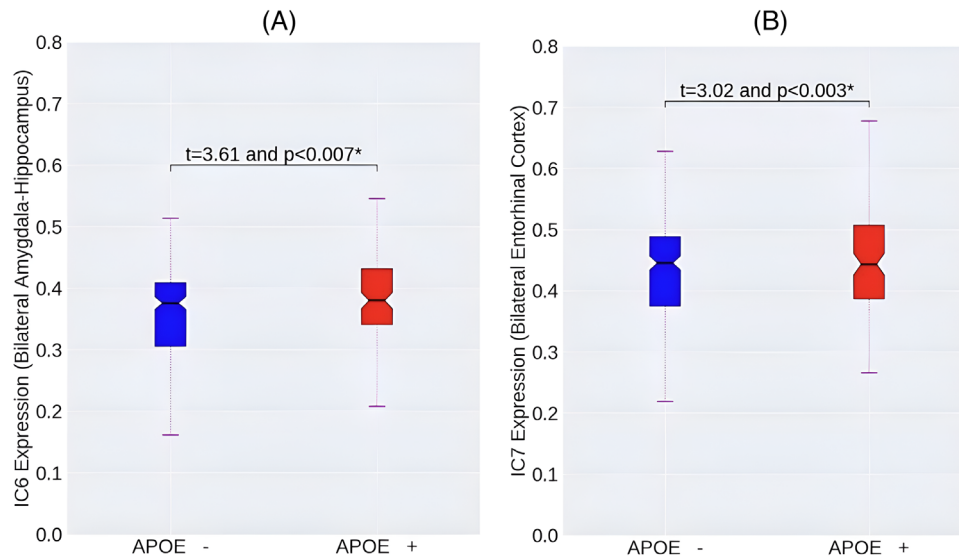 (A)
0.8
0.7
0.6
0.5
0.4
0.3
0.2
0.1
0.0
IC6 Expression (Bilateral Amygdala-Hippocampus)
t=3.61 and p<0.007*
APOE -
APOE +
(B)
0.8
0.7
0.6
0.5
0.4
0.3
0.2
0.1
0.0
IC7 Expression (Bilateral Entorhinal Cortex)
t=3.02 and p<0.003*
APOE -
APOE +